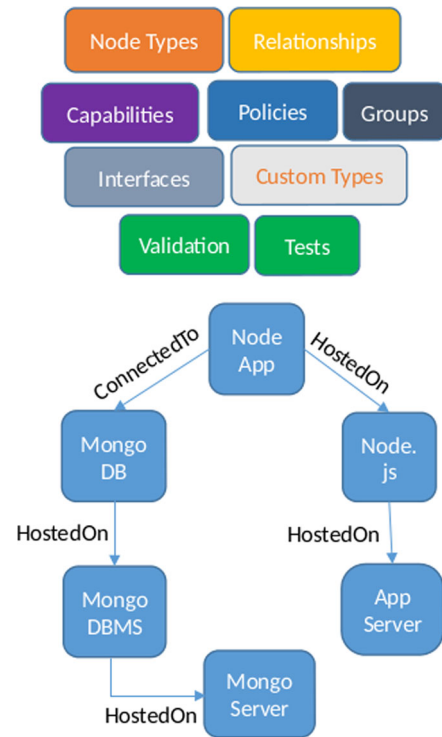 Node Types
Relationships
Capabilities
Policies
Groups
Interfaces
Custom Types
Validation
Tests
Node
App
ConnectedTo
HostedOn
Mongo
DB
Node.
js
HostedOn
HostedOn
Mongo
DBMS
App
Server
HostedOn
Mongo
Server